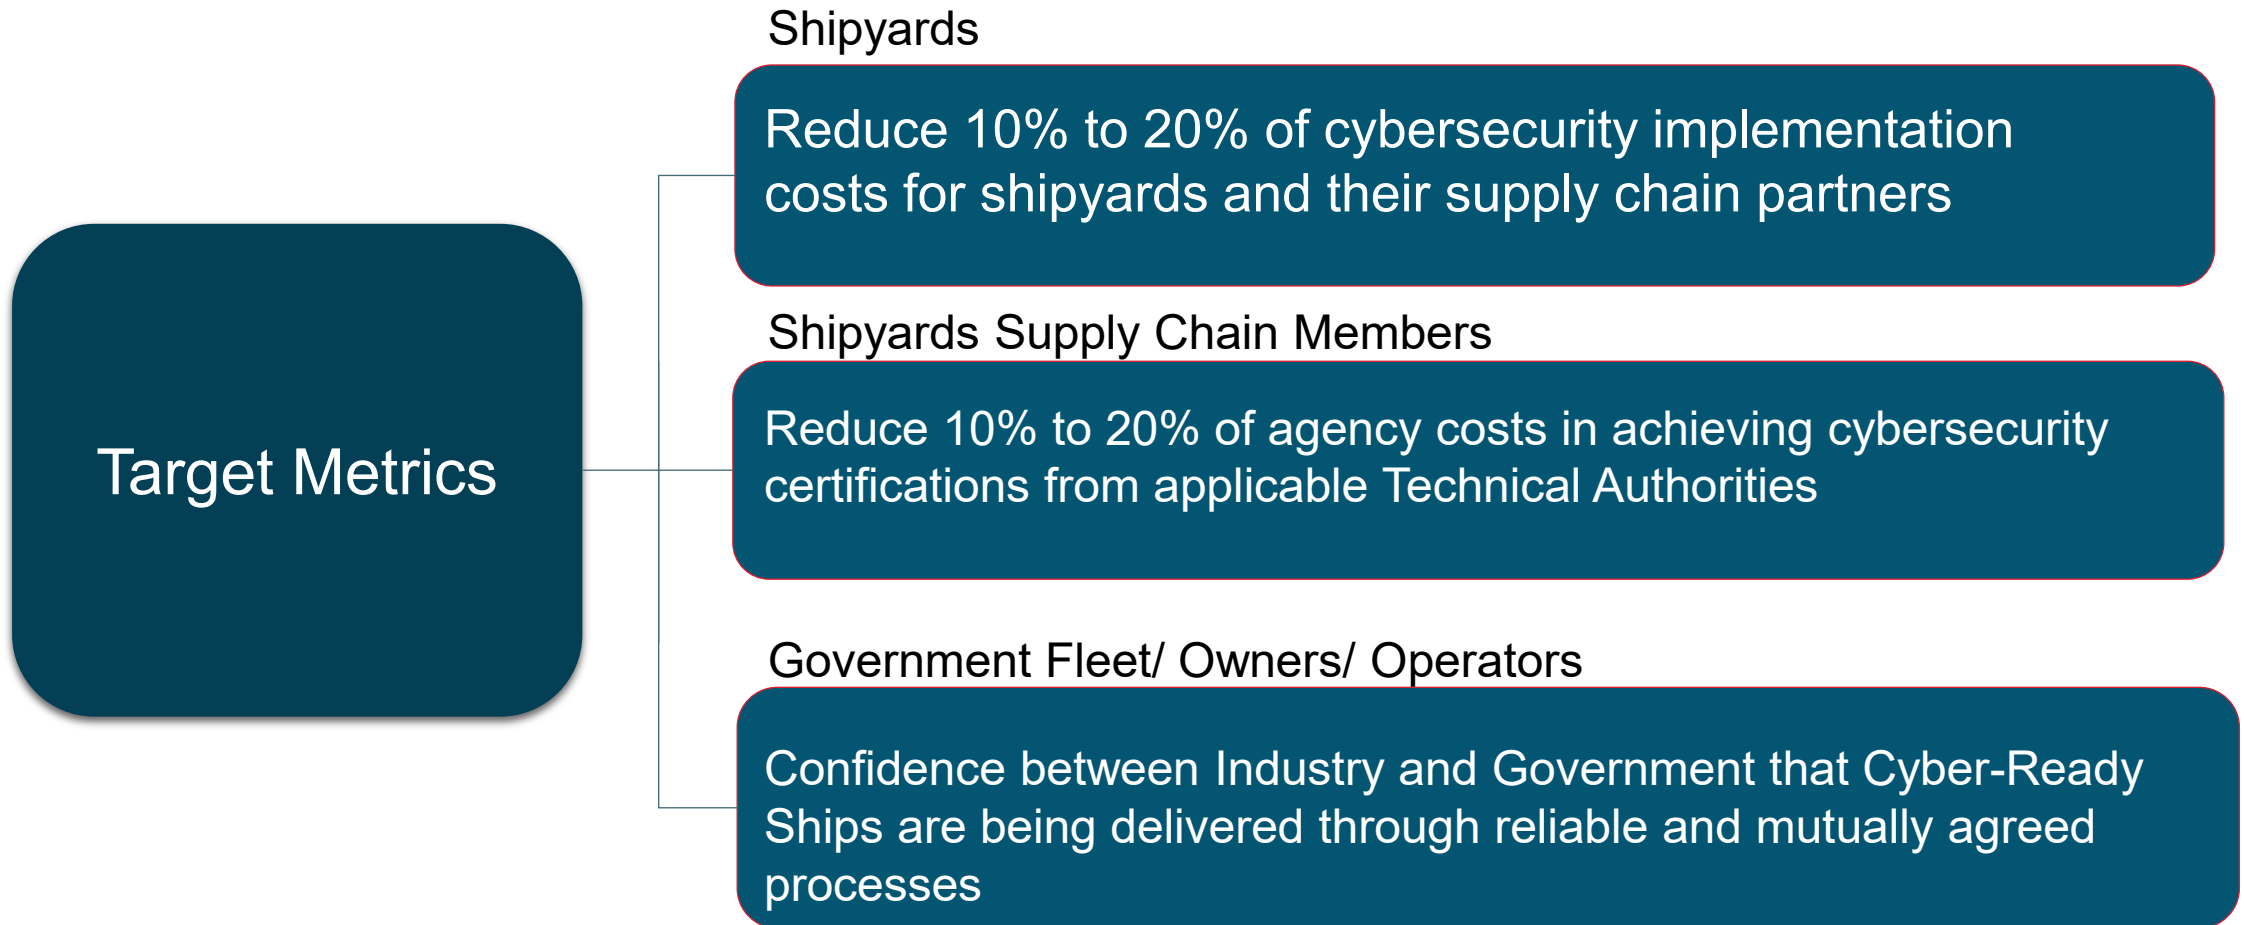 Shipyards
Reduce 10% to 20% of cybersecurity implementation
costs for shipyards and their supply chain partners
Target Metrics
Shipyards Supply Chain Members
Reduce 10% to 20% of agency costs in achieving cybersecurity
certifications from applicable Technical Authorities
Government Fleet/ Owners/ Operators
Confidence between Industry and Government that Cyber-Ready
Ships are being delivered through reliable and mutually agreed
processes